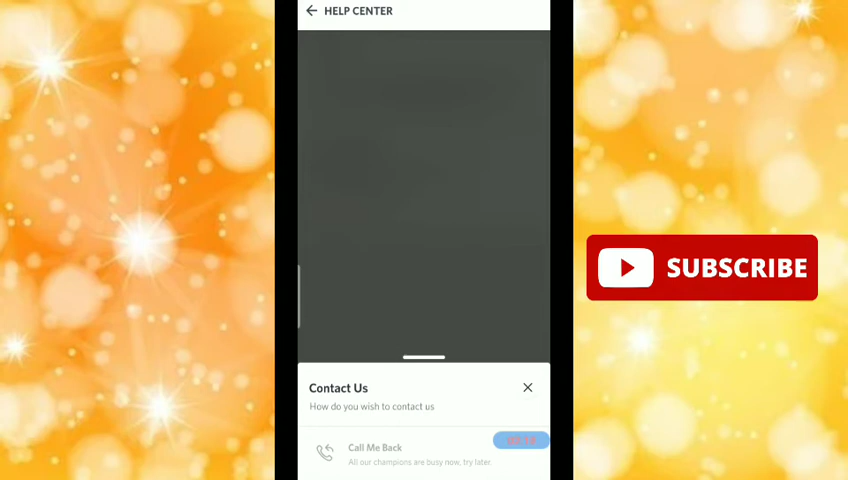 HELP CENTER
SUBSCRIBE
Contact Us
How do you wish to contact us
Call Me Back
All our champions are busy now, try later.